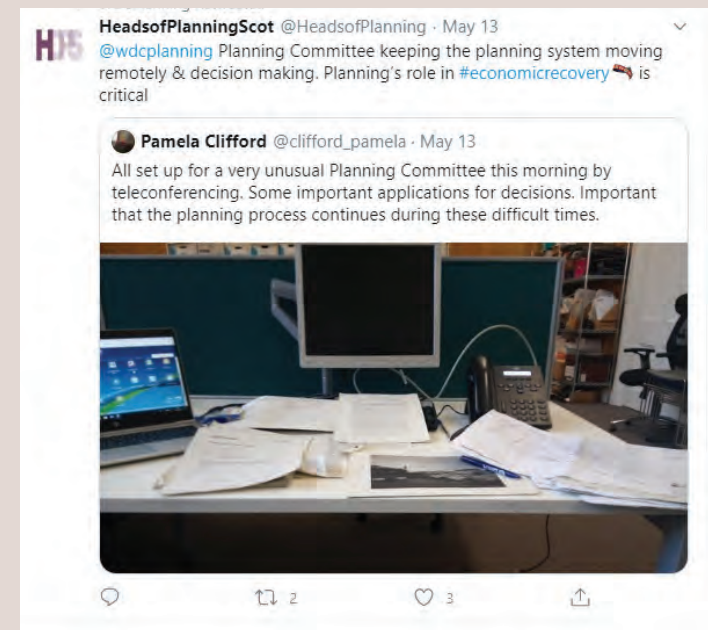 HeadsofPlanningScot @HeadsofPlanning · May 13
@wdcplanning Planning Committee keeping the planning system moving
remotely & decision making. Planning's role in #economicrecovery is
critical
Pamela Clifford @clifford_pamela · May 13
All set up for a very unusual Planning Committee this morning by
teleconferencing. Some important applications for decisions. Important
that the planning process continues during these difficult times.
2
3